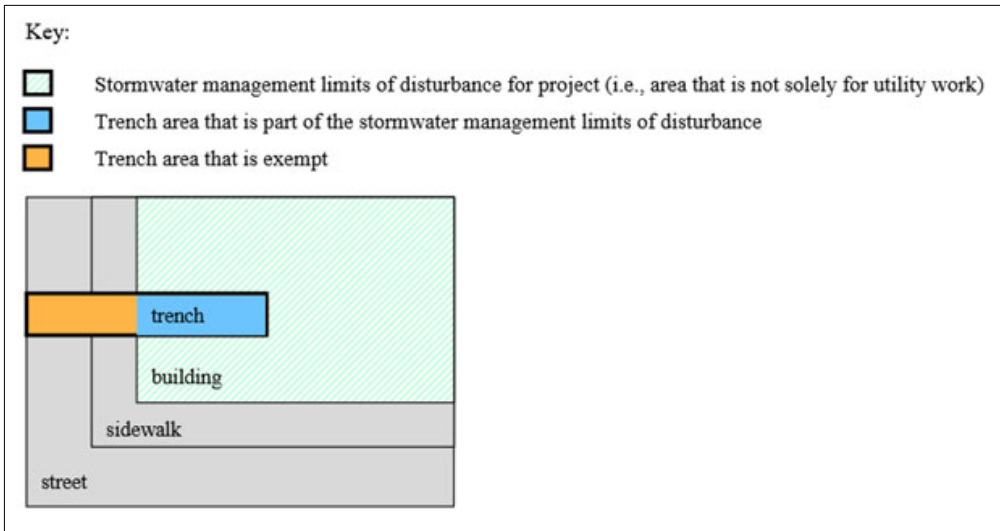 Key:
Stormwater management limits of disturbance for project (i.e., area that is not solely for utility work)
Trench area that is part of the stormwater management limits of disturbance
Trench area that is exempt
trench
building
sidewalk
street